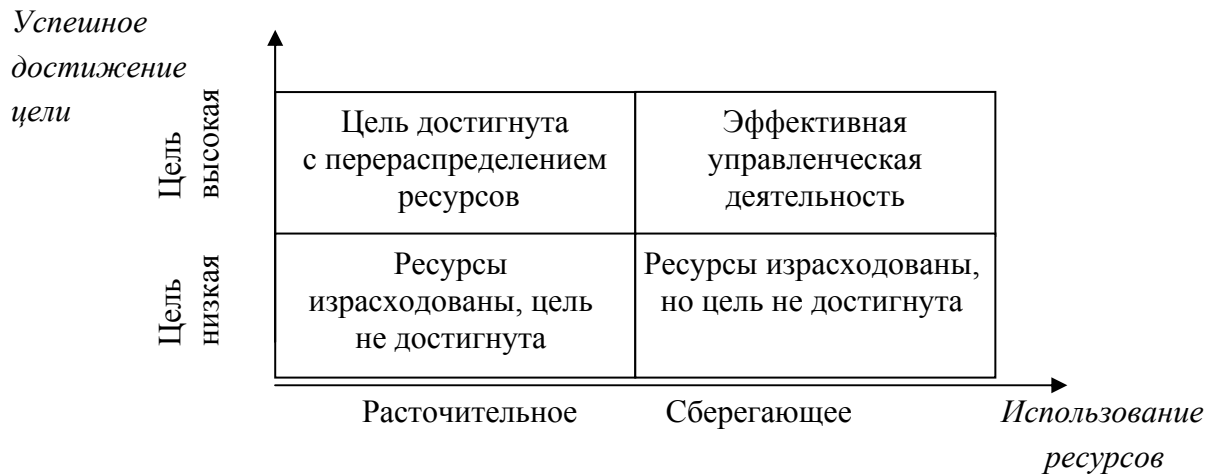 Успешное
достижение
цели
Цель
высокая
Цель достигнута
с перераспределением
ресурсов
Эффективная
управленческая
деятельность
Цель
низкая
Ресурсы
израсходованы, цель
не достигнута
Ресурсы израсходованы,
но цель не достигнута
Расточительное
Сберегающее
Использование
ресурсов